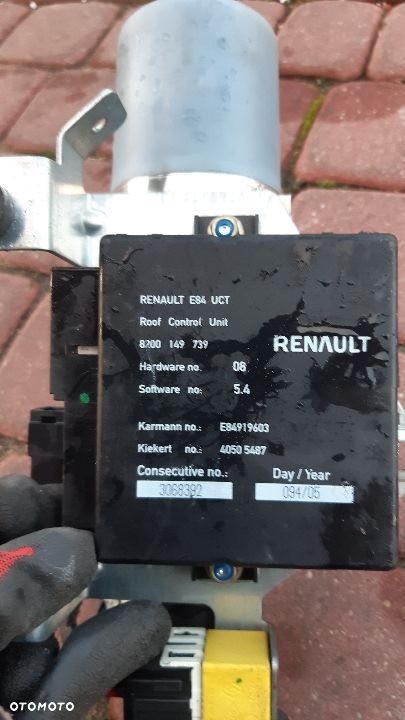 RENAULT E84 UCT
Roof Control Unit
8200 149 739
RENAULT
Hardware no. 08
Software no: 5.4
Karmann no.: E84919603
Kiekert no.: 4050 5487
Consecutive no.: Day / Year
3068392 094/05
OTOMOTO